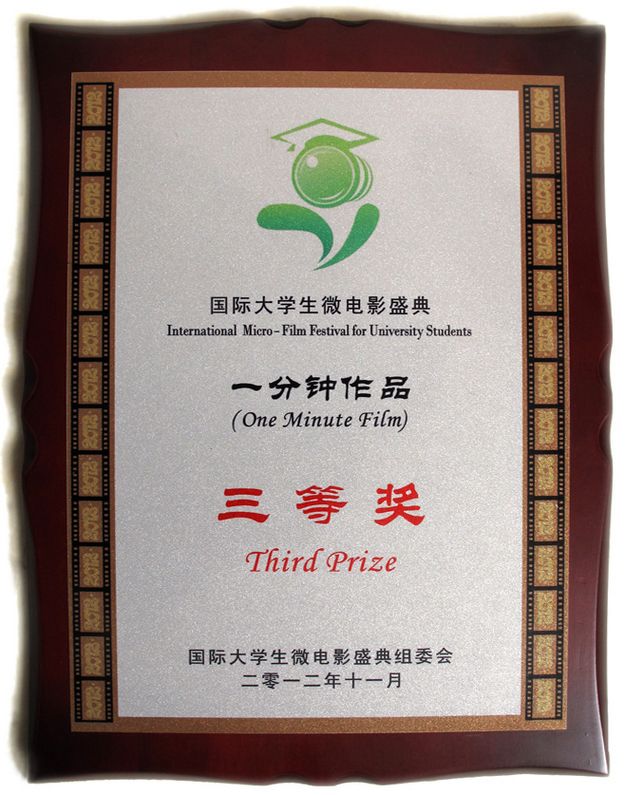 国际大学生微电影盛典
International Micro-Film Festival for University Students
一分钟作品
(One Minute Film)
三等奖
Third Prize
国际大学生微电影盛典组委会
二零一二年十一月